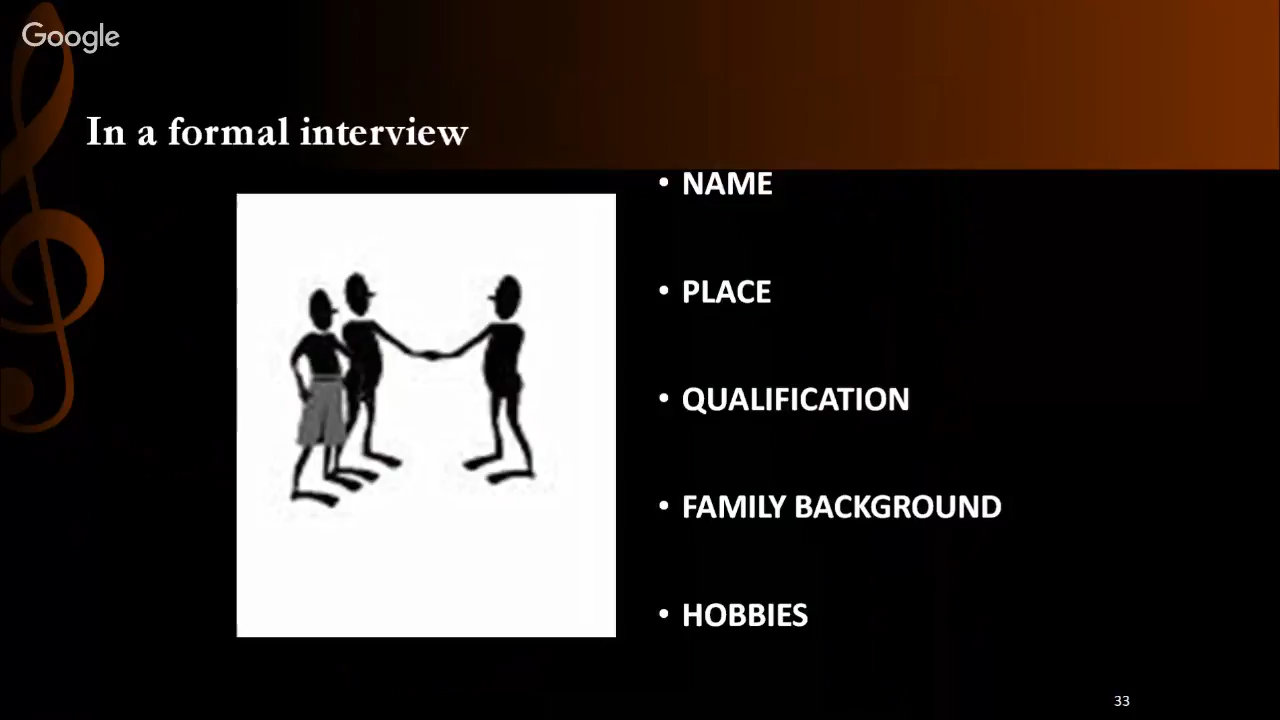 Google
In a formal interview
• NAME
• PLACE
• QUALIFICATION
• FAMILY BACKGROUND
• HOBBIES
33